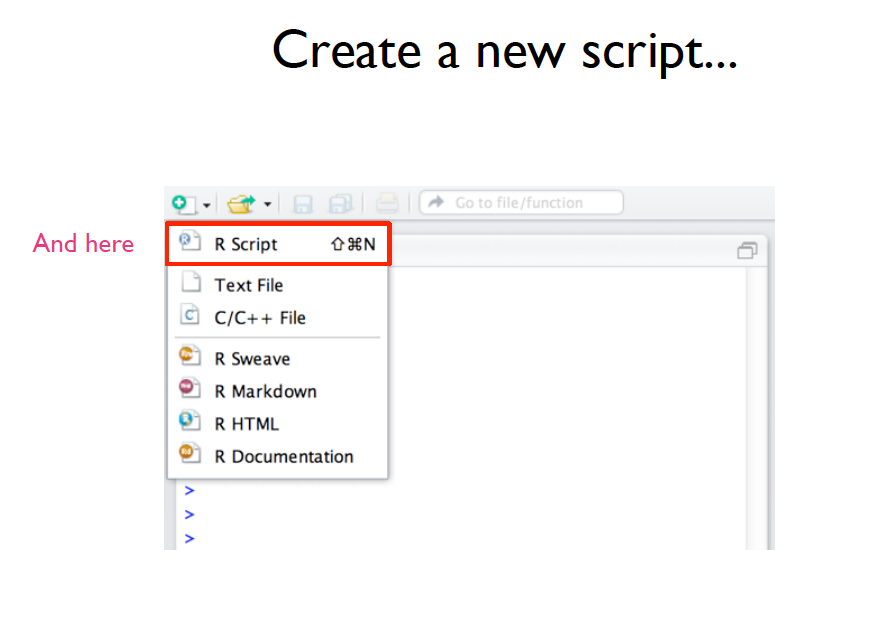 Create a new script...
Go to file/function
And here
R Script ⇧⌘N
Text File
C/C++ File
R Sweave
R Markdown
R HTML
R Documentation
>
>
>